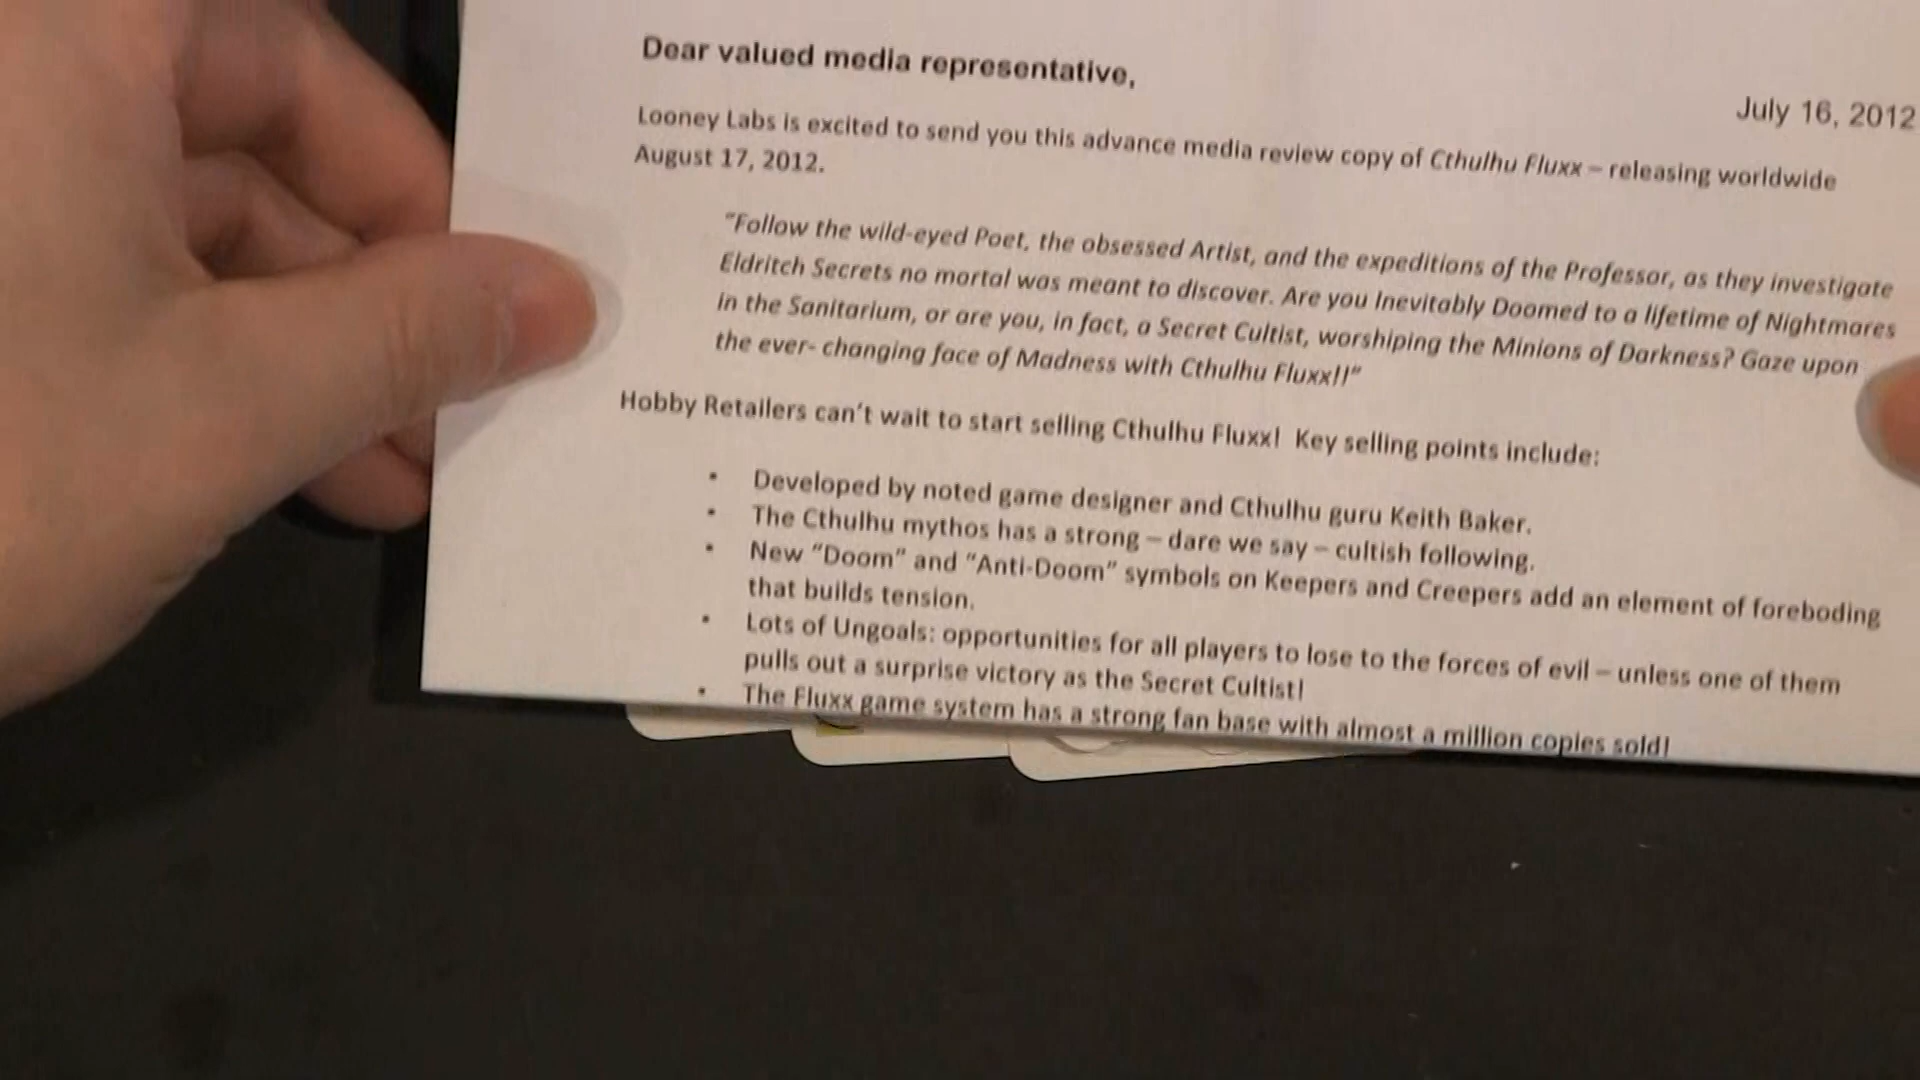 Dear valued media representative,
July 16, 2012
Looney Labs is excited to send you this advance media review copy of Cthulhu Fluxx – releasing worldwide
August 17, 2012.
"Follow the wild-eyed Poet, the obsessed Artist, and the expeditions of the Professor, as they investigate
Eldritch Secrets no mortal was meant to discover. Are you Inevitably Doomed to a lifetime of Nightmares
in the Sanitarium, or are you, in fact, a Secret Cultist, worshiping the Minions of Darkness? Gaze upon
the ever- changing face of Madness with Cthulhu Fluxx!!"
Hobby Retailers can't wait to start selling Cthulhu Fluxx! Key selling points include:
• Developed by noted game designer and Cthulhu guru Keith Baker.
• The Cthulhu mythos has a strong – dare we say – cultish following.
• New "Doom" and "Anti-Doom" symbols on Keepers and Creepers add an element of foreboding
that builds tension.
• Lots of Ungoals: opportunities for all players to lose to the forces of evil – unless one of them
pulls out a surprise victory as the Secret Cultist!
• The Fluxx game system has a strong fan base with almost a million copies sold!